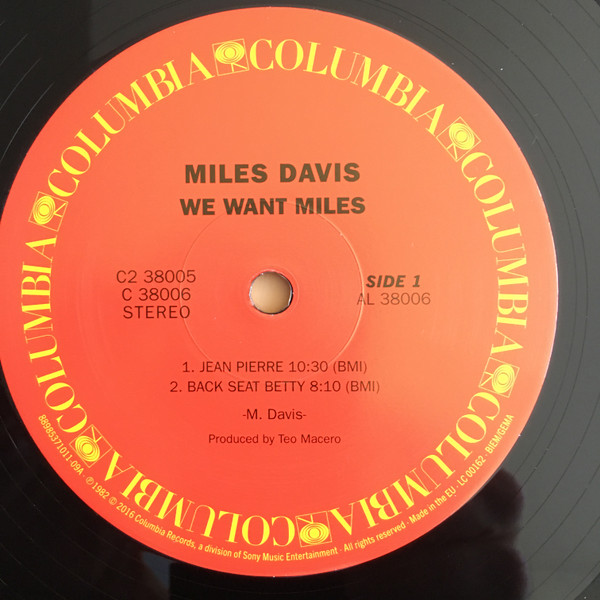 COLUMBIA COLUMBIA COLUMBIA COLUMBIA COLUMBIA COLUMBIA COLUMBIA
MILES DAVIS
WE WANT MILES
C2 38005
C 38006
STEREO
SIDE 1
AL 38006
1. JEAN PIERRE 10:30 (BMI)
2. BACK SEAT BETTY 8:10 (BMI)
-M. Davis-
Produced by Teo Macero
88985371011-09A ℗ 1982 © 2016 Columbia Records, a division of Sony Music Entertainment · All rights reserved · Made in the EU · LC 00162 · BIEM/GEMA